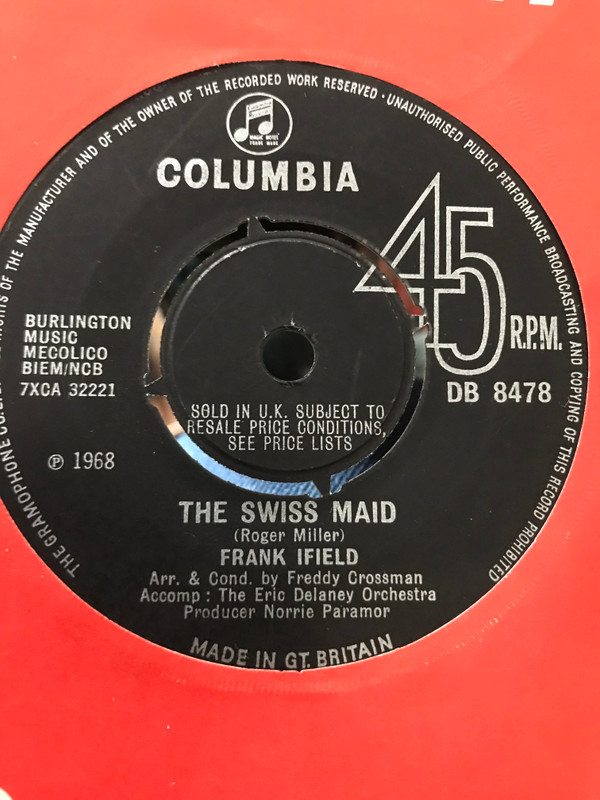 THE GRAMOPHONE CO. LTD. RIGHTS OF THE MANUFACTURER AND OF THE OWNER OF THE RECORDED WORK RESERVED · UNAUTHORISED PUBLIC PERFORMANCE BROADCASTING AND COPYING OF THIS RECORD PROHIBITED
MAGIC NOTES
TRADE MARK
COLUMBIA
45
R.P.M.
DB 8478
BURLINGTON
MUSIC
MECOLICO
BIEM/NCB
7XCA 32221
SOLD IN U.K. SUBJECT TO
RESALE PRICE CONDITIONS,
SEE PRICE LISTS
℗ 1968
THE SWISS MAID
(Roger Miller)
FRANK IFIELD
Arr. & Cond. by Freddy Crossman
Accomp : The Eric Delaney Orchestra
Producer Norrie Paramor
MADE IN GT. BRITAIN